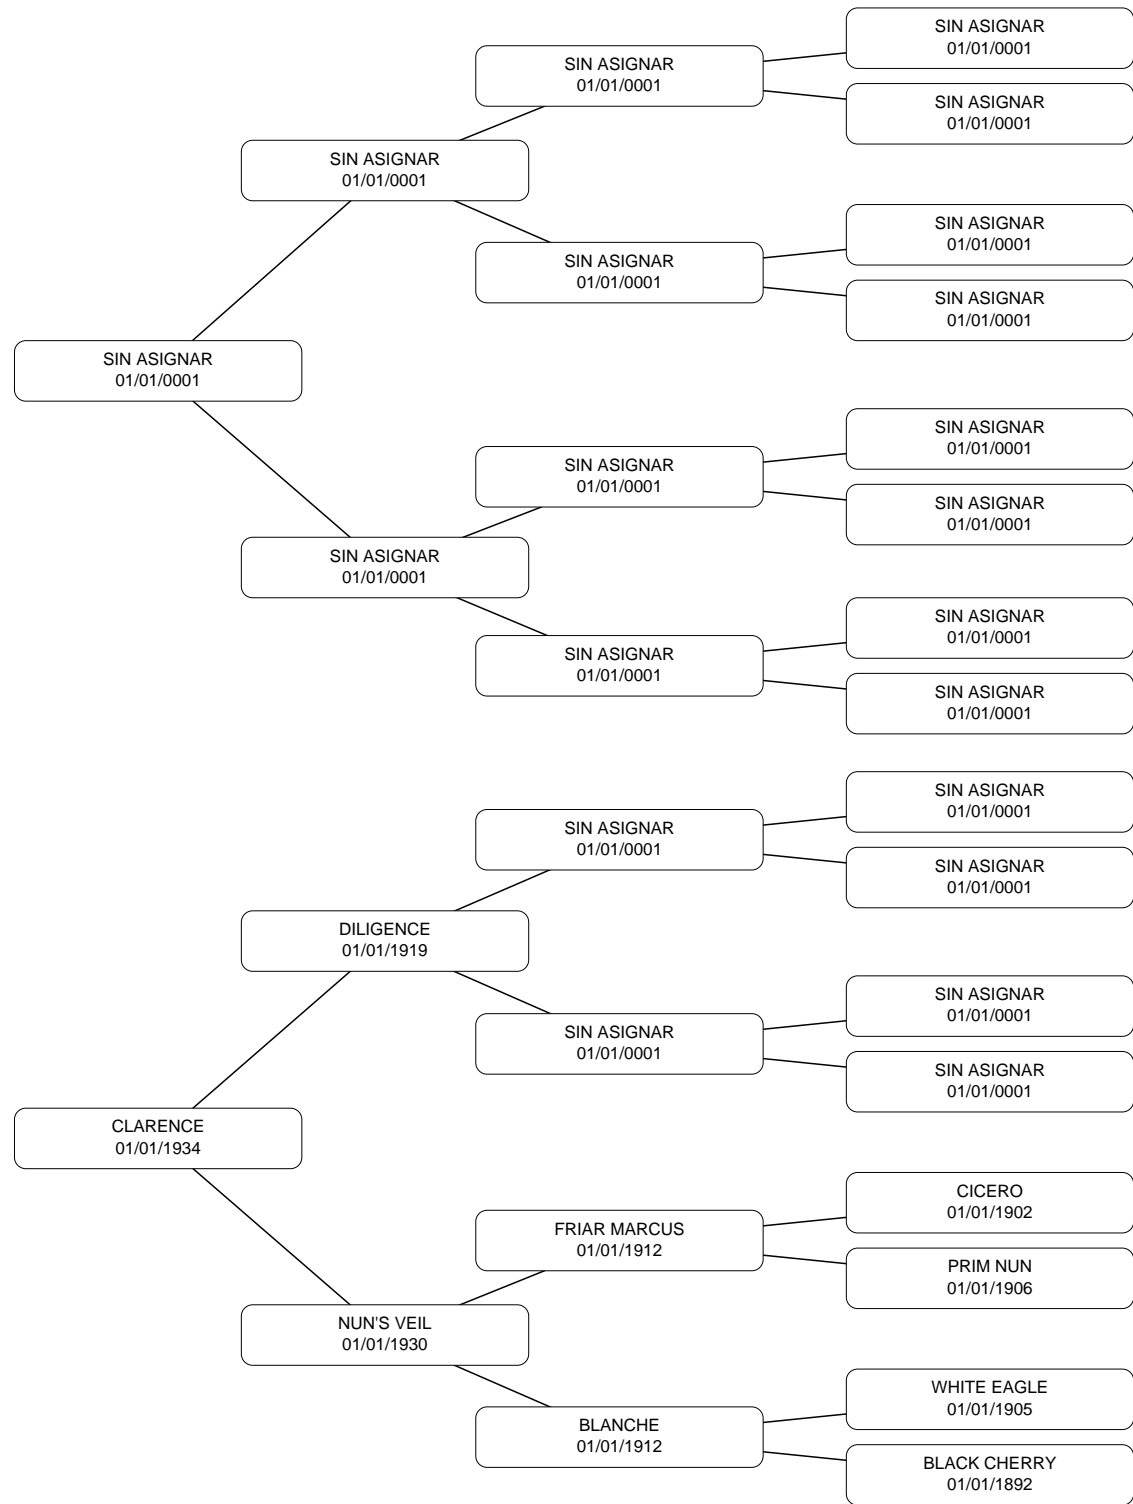 SIN ASIGNAR
01/01/0001
SIN ASIGNAR
01/01/0001
SIN ASIGNAR
01/01/0001
SIN ASIGNAR
01/01/0001
SIN ASIGNAR
01/01/0001
SIN ASIGNAR
01/01/0001
SIN ASIGNAR
01/01/0001
SIN ASIGNAR
01/01/0001
SIN ASIGNAR
01/01/0001
SIN ASIGNAR
01/01/0001
SIN ASIGNAR
01/01/0001
SIN ASIGNAR
01/01/0001
SIN ASIGNAR
01/01/0001
SIN ASIGNAR
01/01/0001
SIN ASIGNAR
01/01/0001
SIN ASIGNAR
01/01/0001
SIN ASIGNAR
01/01/0001
SIN ASIGNAR
01/01/0001
DILIGENCE
01/01/1919
SIN ASIGNAR
01/01/0001
SIN ASIGNAR
01/01/0001
SIN ASIGNAR
01/01/0001
CLARENCE
01/01/1934
CICERO
01/01/1902
FRIAR MARCUS
01/01/1912
PRIM NUN
01/01/1906
NUN'S VEIL
01/01/1930
WHITE EAGLE
01/01/1905
BLANCHE
01/01/1912
BLACK CHERRY
01/01/1892